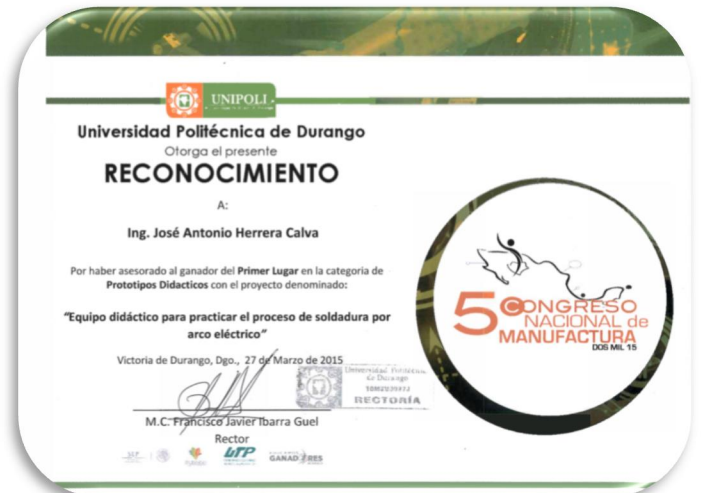 UNIPOLI
Universidad Politécnica de Durango
Otorga el presente
RECONOCIMIENTO
A:
Ing. José Antonio Herrera Calva
Por haber asesorado al ganador del Primer Lugar en la categoria de
Prototipos Didacticos con el proyecto denominado:
"Equipo didáctico para practicar el proceso de soldadura por
arco eléctrico"
Victoria de Durango, Dgo., 27 de Marzo de 2015
Universidad Politécnica
de Durango
RECTORÍA
M.C. Francisco Javier Ibarra Guel
Rector
UTP
GANADORES
5 CONGRESO
NACIONAL de
MANUFACTURA
DOS MIL 15